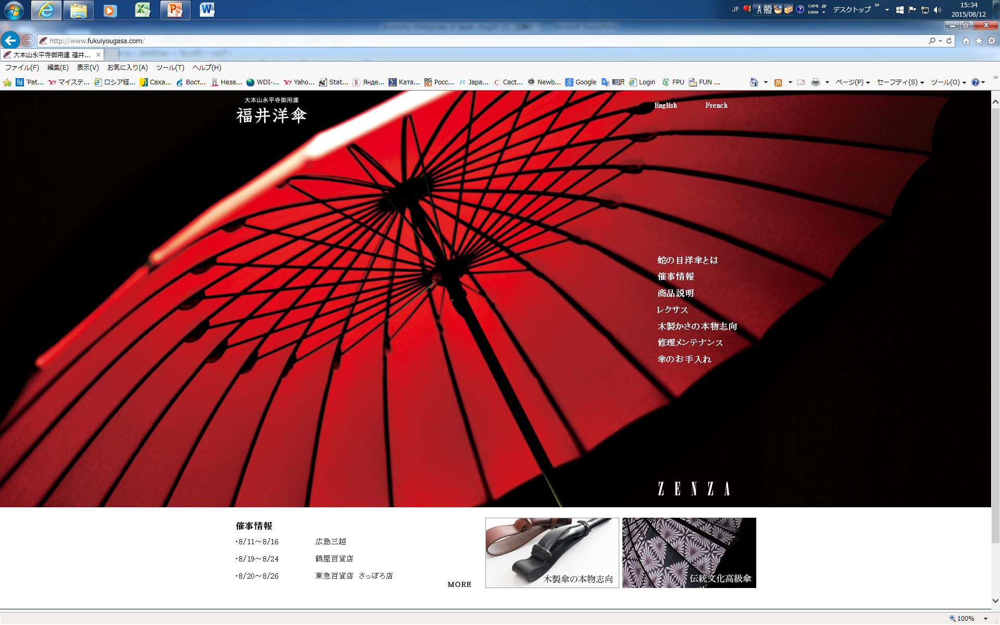 JP A 般 CAPS KANA デスクトップ 15:34 2015/08/12
http://www.fukuiyougasa.com/
大本山永平寺御用達 福井...
ファイル(F) 編集(E) 表示(V) お気に入り(A) ツール(T) ヘルプ(H)
'Pat... マイステ... ロシア経... Саха... Вост... Неза... WDI-... Yaho... Stat... Янде... Ката... Росс... Japa... Сact... Newb... Google 翻訳 Login FPU FUN ... ページ(P) セーフティ(S) ツール(O)
大本山永平寺御用達
福井洋傘
English French
蛇の目洋傘とは
催事情報
商品説明
レクサス
木製かさの本物志向
修理メンテナンス
傘のお手入れ
ZENZA
催事情報
・8/11～8/16 広島三越
・8/19～8/24 鶴屋百貨店
・8/20～8/26 東急百貨店 さっぽろ店
MORE
木製傘の本物志向
伝統文化高級傘
100%